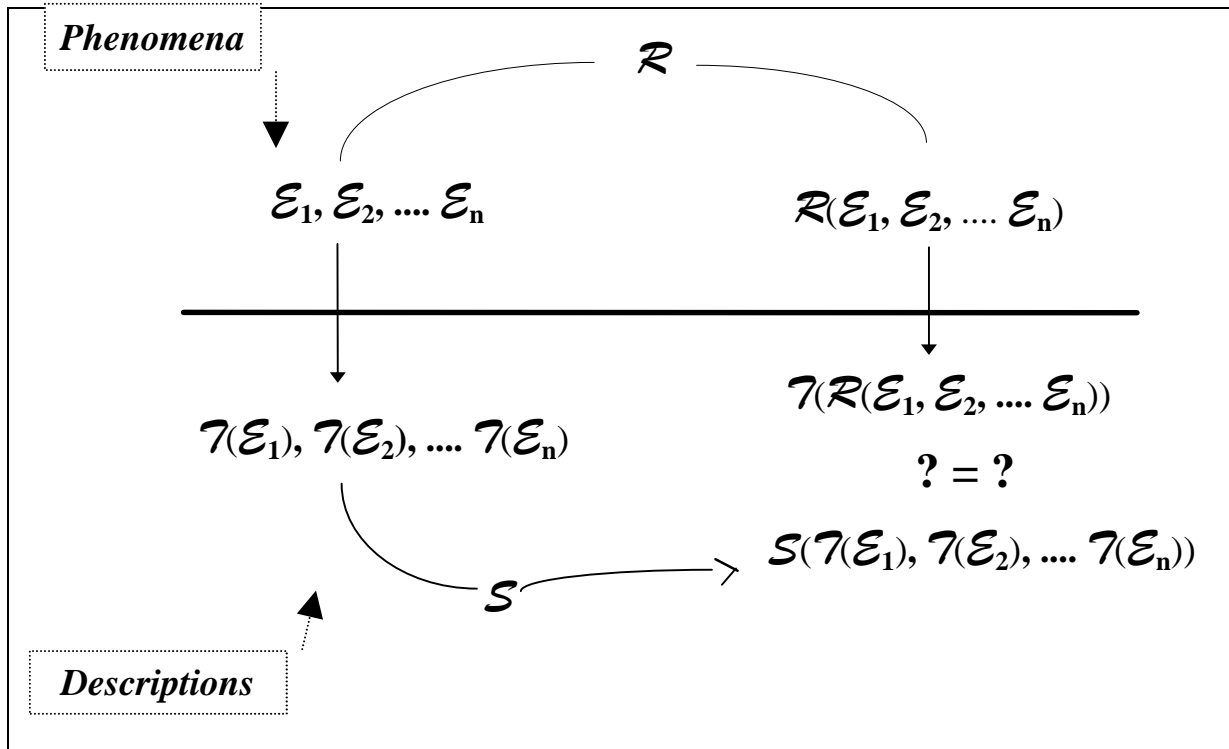 Phenomena
ℛ
ℰ₁, ℰ₂, .... ℰₙ
ℛ(ℰ₁, ℰ₂, .... ℰₙ)
𝒯(ℛ(ℰ₁, ℰ₂, .... ℰₙ))
𝒯(ℰ₁), 𝒯(ℰ₂), .... 𝒯(ℰₙ)
? = ?
𝒮(𝒯(ℰ₁), 𝒯(ℰ₂), .... 𝒯(ℰₙ))
𝒮
Descriptions